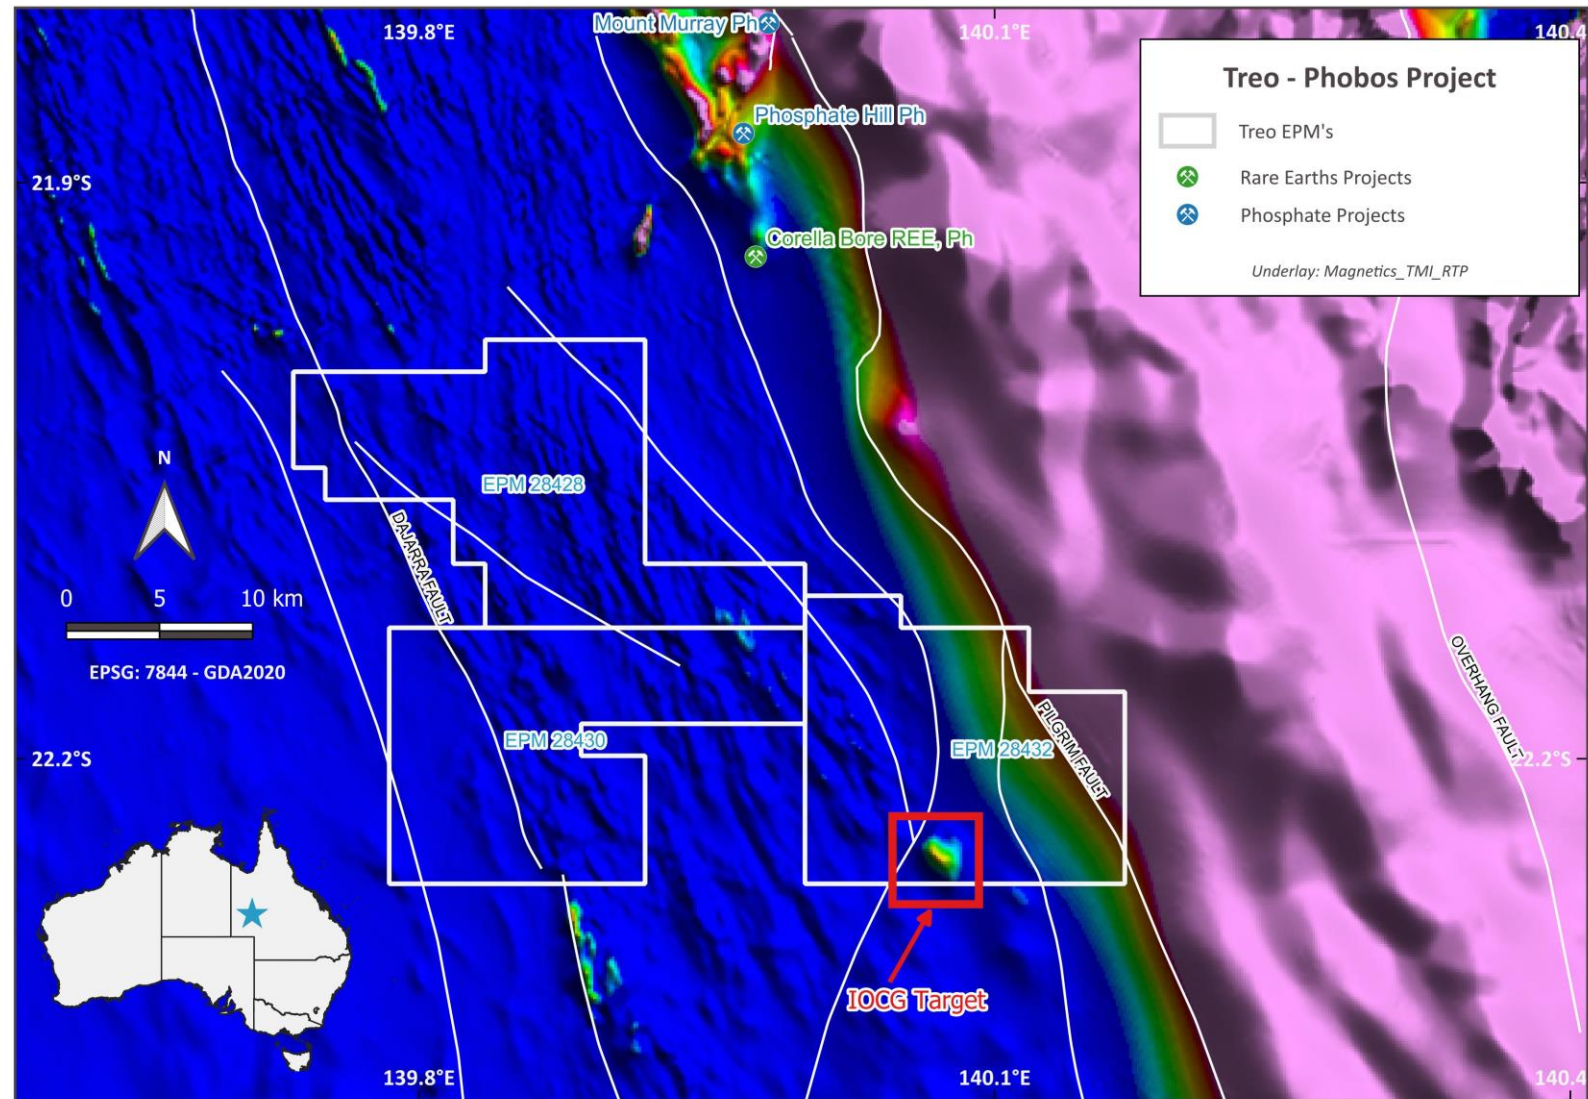 Mount Murray Ph
139.8°E
140.1°E
140.4
Treo - Phobos Project
Treo EPM's
Rare Earths Projects
Phosphate Projects
Underlay: Magnetics_TMI_RTP
Phosphate Hill Ph
21.9°S
Corella Bore REE, Ph
N
EPM 28428
DAJARRA FAULT
0 5 10 km
EPSG: 7844 - GDA2020
OVERHANG FAULT
PILGRIM FAULT
EPM 28430
EPM 28432
22.2°S
22.2°S
IOCG Target
139.8°E
140.1°E
140.4